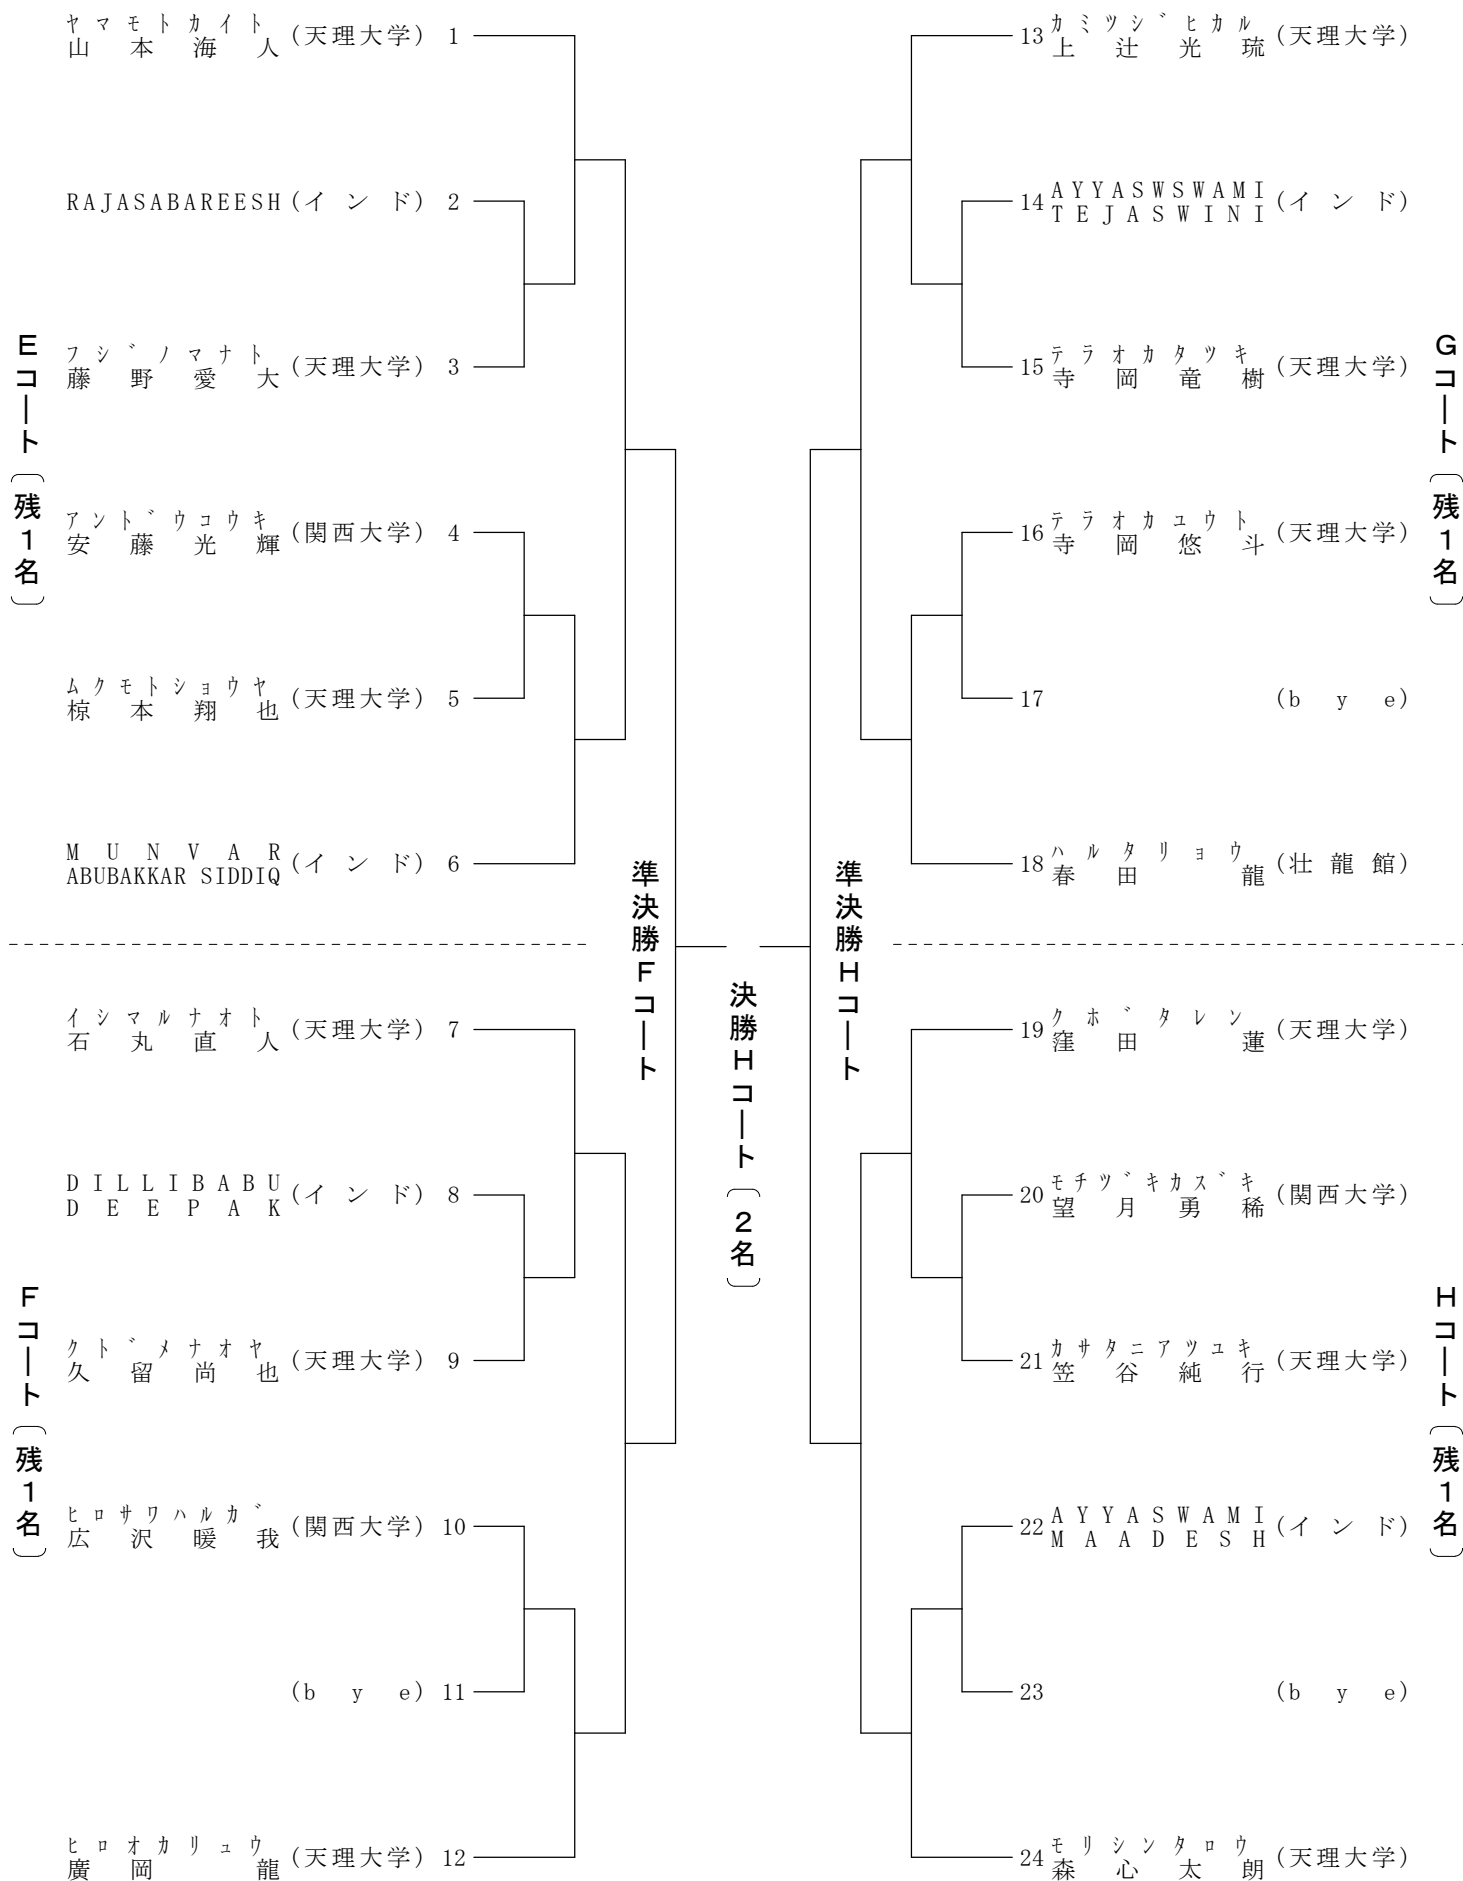 ヤマモトカイト
山本海人 (天理大学) 1
RAJASABAREESH (インド) 2
フジノマナト
藤野愛大 (天理大学) 3
アンドウコウキ
安藤光輝 (関西大学) 4
ムクモトショウヤ
椋本翔也 (天理大学) 5
MUNVAR
ABUBAKKAR SIDDIQ (インド) 6
Eコート〔残1名〕
イシマルナオト
石丸直人 (天理大学) 7
DILLIBABU
DEEPAK (インド) 8
クドメナオヤ
久留尚也 (天理大学) 9
ヒロサワハルガ
広沢暖我 (関西大学) 10
(bye) 11
ヒロオカリュウ
廣岡龍 (天理大学) 12
Fコート〔残1名〕
準決勝Fコート
決勝Hコート〔2名〕
準決勝Hコート
カミツジヒカル
13 上辻光琉 (天理大学)
AYYASWSWAMI
14 TEJASWINI (インド)
テラオカタツキ
15 寺岡竜樹 (天理大学)
テラオカユウト
16 寺岡悠斗 (天理大学)
17 (bye)
ハルタリョウ
18 春田龍 (壮龍館)
Gコート〔残1名〕
クボタレン
19 窪田蓮 (天理大学)
モチヅキカズキ
20 望月勇稀 (関西大学)
カサタニアツユキ
21 笠谷純行 (天理大学)
AYYASWAMI
22 MAADESH (インド)
23 (bye)
モリシンタロウ
24 森心太朗 (天理大学)
Hコート〔残1名〕